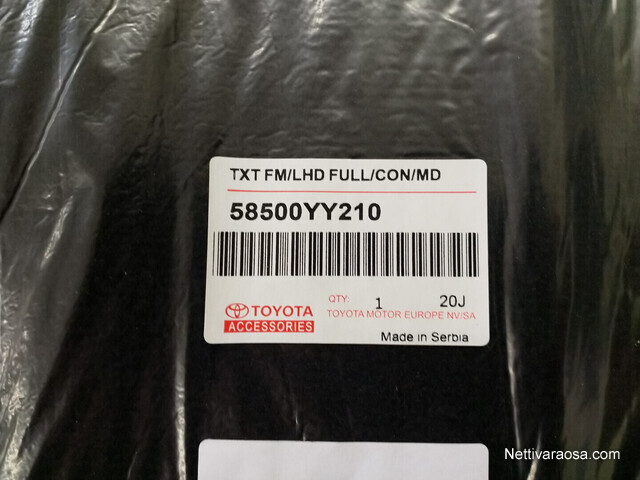 TXT FM/LHD FULL/CON/MD
58500YY210
QTY: 1 20J
TOYOTA
ACCESSORIES
TOYOTA MOTOR EUROPE NV/SA
Made in Serbia
Nettivaraosa.com